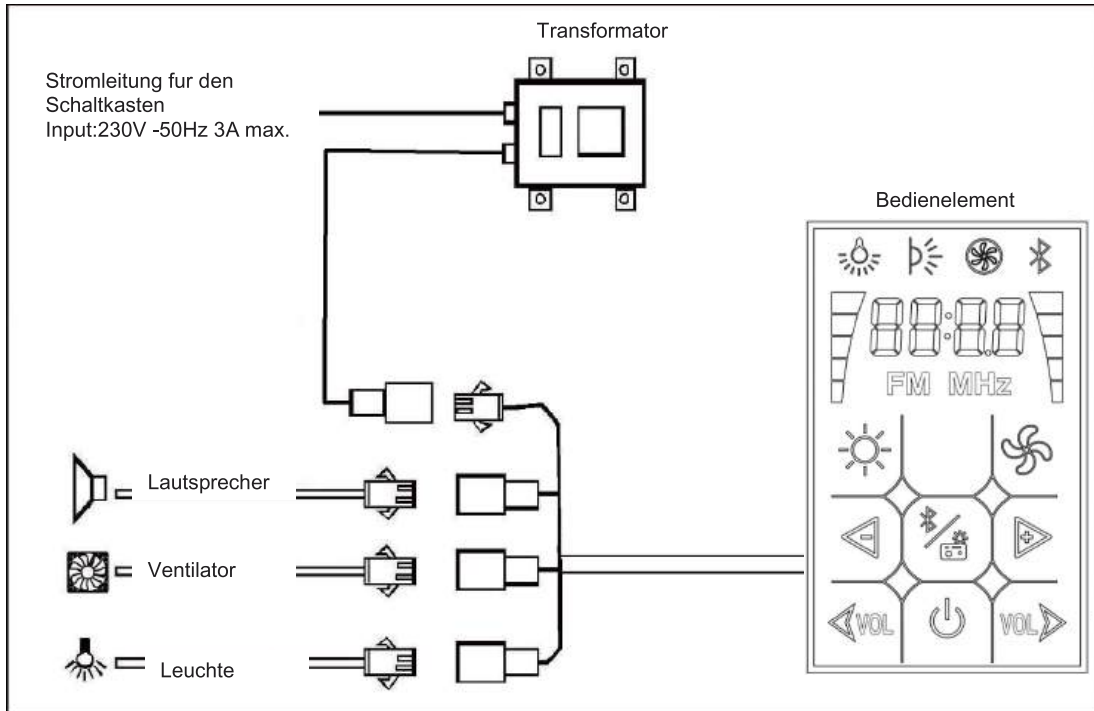 Transformator
Stromleitung fur den
Schaltkasten
Input:230V -50Hz 3A max.
Bedienelement
88:8.8
FM MHz
Lautsprecher
Ventilator
Leuchte
- +
VOL VOL